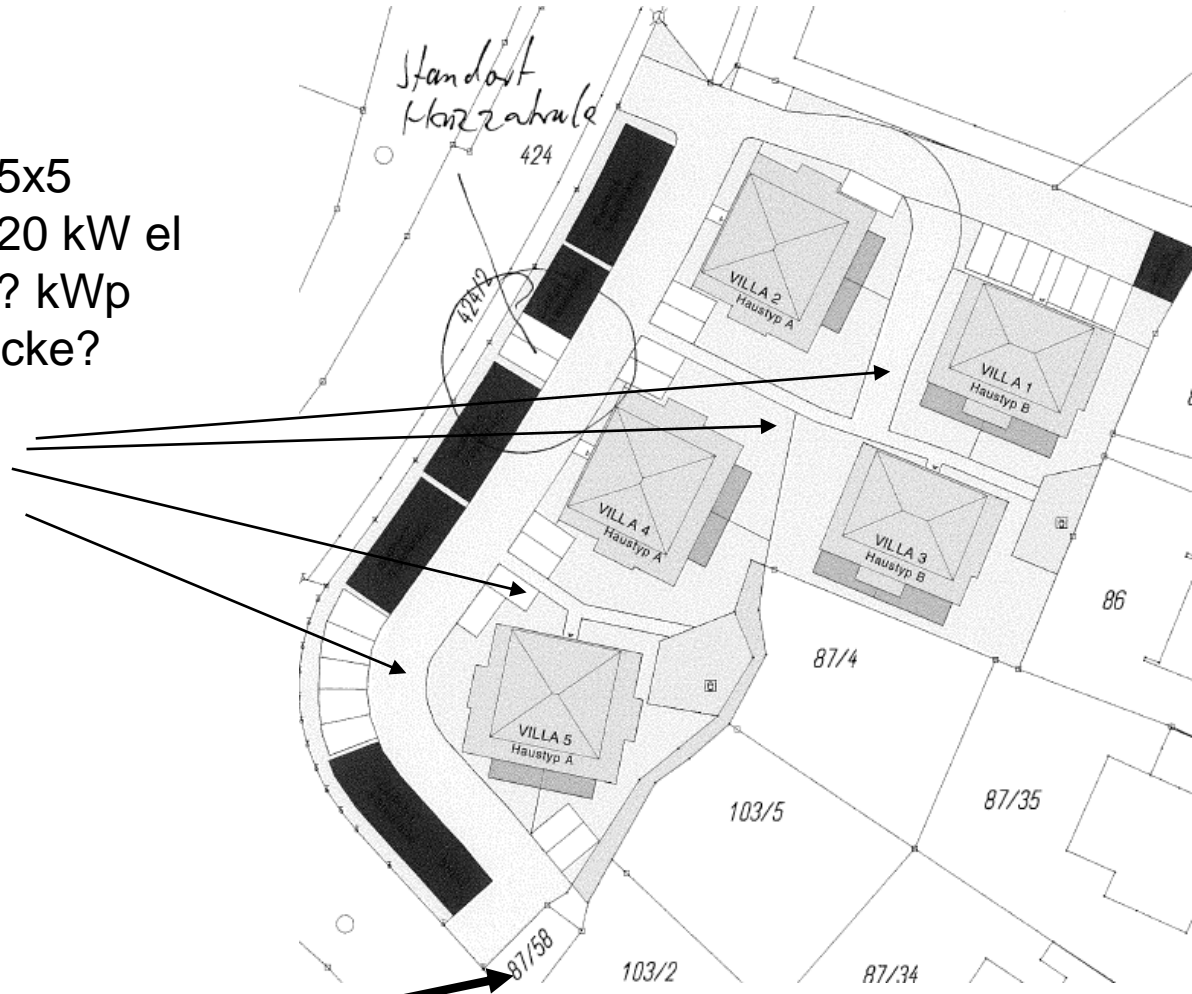 Standort
Heizzentrale
424
5x5
20 kW el
? kWp
cke?
424/2
VILLA 2
Haustyp A
VILLA 1
Haustyp B
VILLA 4
Haustyp A
VILLA 3
Haustyp B
86
87/4
VILLA 5
Haustyp A
103/5
87/35
87/58
103/2
87/34